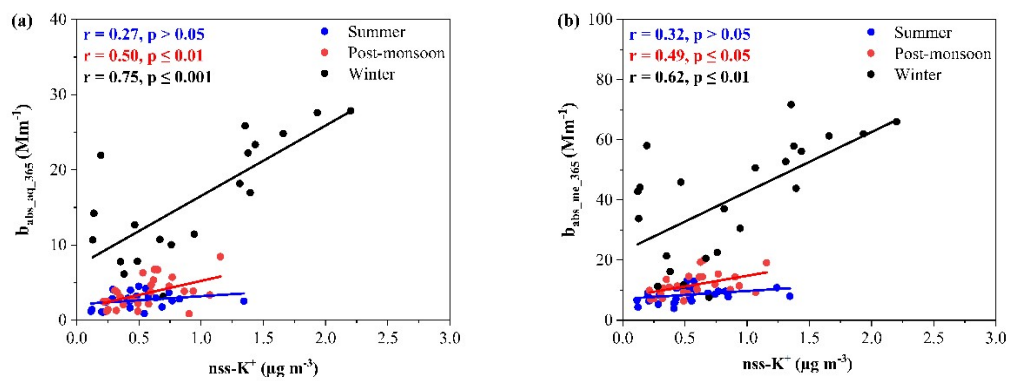 (a)
r = 0.27, p > 0.05
r = 0.50, p ≤ 0.01
r = 0.75, p ≤ 0.001
Summer
Post-monsoon
Winter
40
30
20
10
0
b_abs_aq_365 (Mm⁻¹)
0.0 0.5 1.0 1.5 2.0 2.5 3.0
nss-K⁺ (µg m⁻³)
(b)
r = 0.32, p > 0.05
r = 0.49, p ≤ 0.05
r = 0.62, p ≤ 0.01
Summer
Post-monsoon
Winter
100
80
60
40
20
0
b_abs_me_365 (Mm⁻¹)
0.0 0.5 1.0 1.5 2.0 2.5 3.0
nss-K⁺ (µg m⁻³)